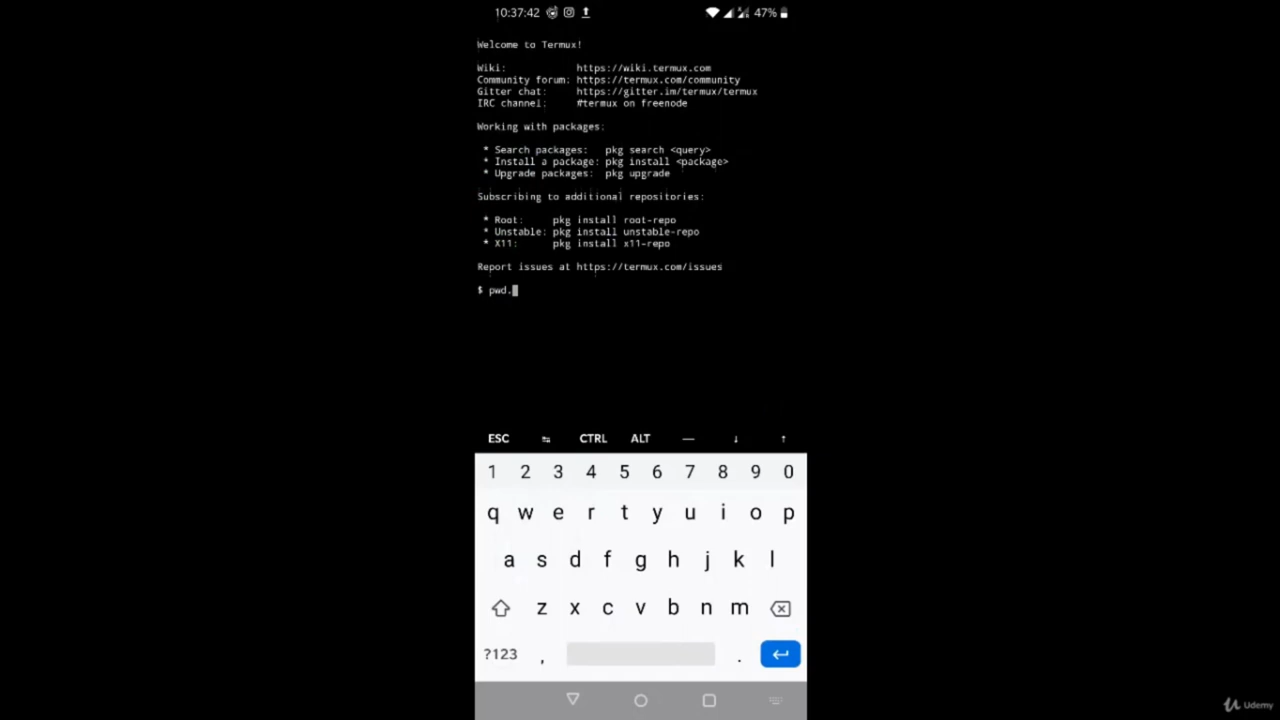 10:37:42 47%
Welcome to Termux!
Wiki: https://wiki.termux.com
Community forum: https://termux.com/community
Gitter chat: https://gitter.im/termux/termux
IRC channel: #termux on freenode
Working with packages:
* Search packages: pkg search <query>
* Install a package: pkg install <package>
* Upgrade packages: pkg upgrade
Subscribing to additional repositories:
* Root: pkg install root-repo
* Unstable: pkg install unstable-repo
* X11: pkg install x11-repo
Report issues at https://termux.com/issues
$ pwd.
ESC ⇆ CTRL ALT — ↓ ↑
1 2 3 4 5 6 7 8 9 0
q w e r t y u i o p
a s d f g h j k l
z x c v b n m
?123 , .
Udemy